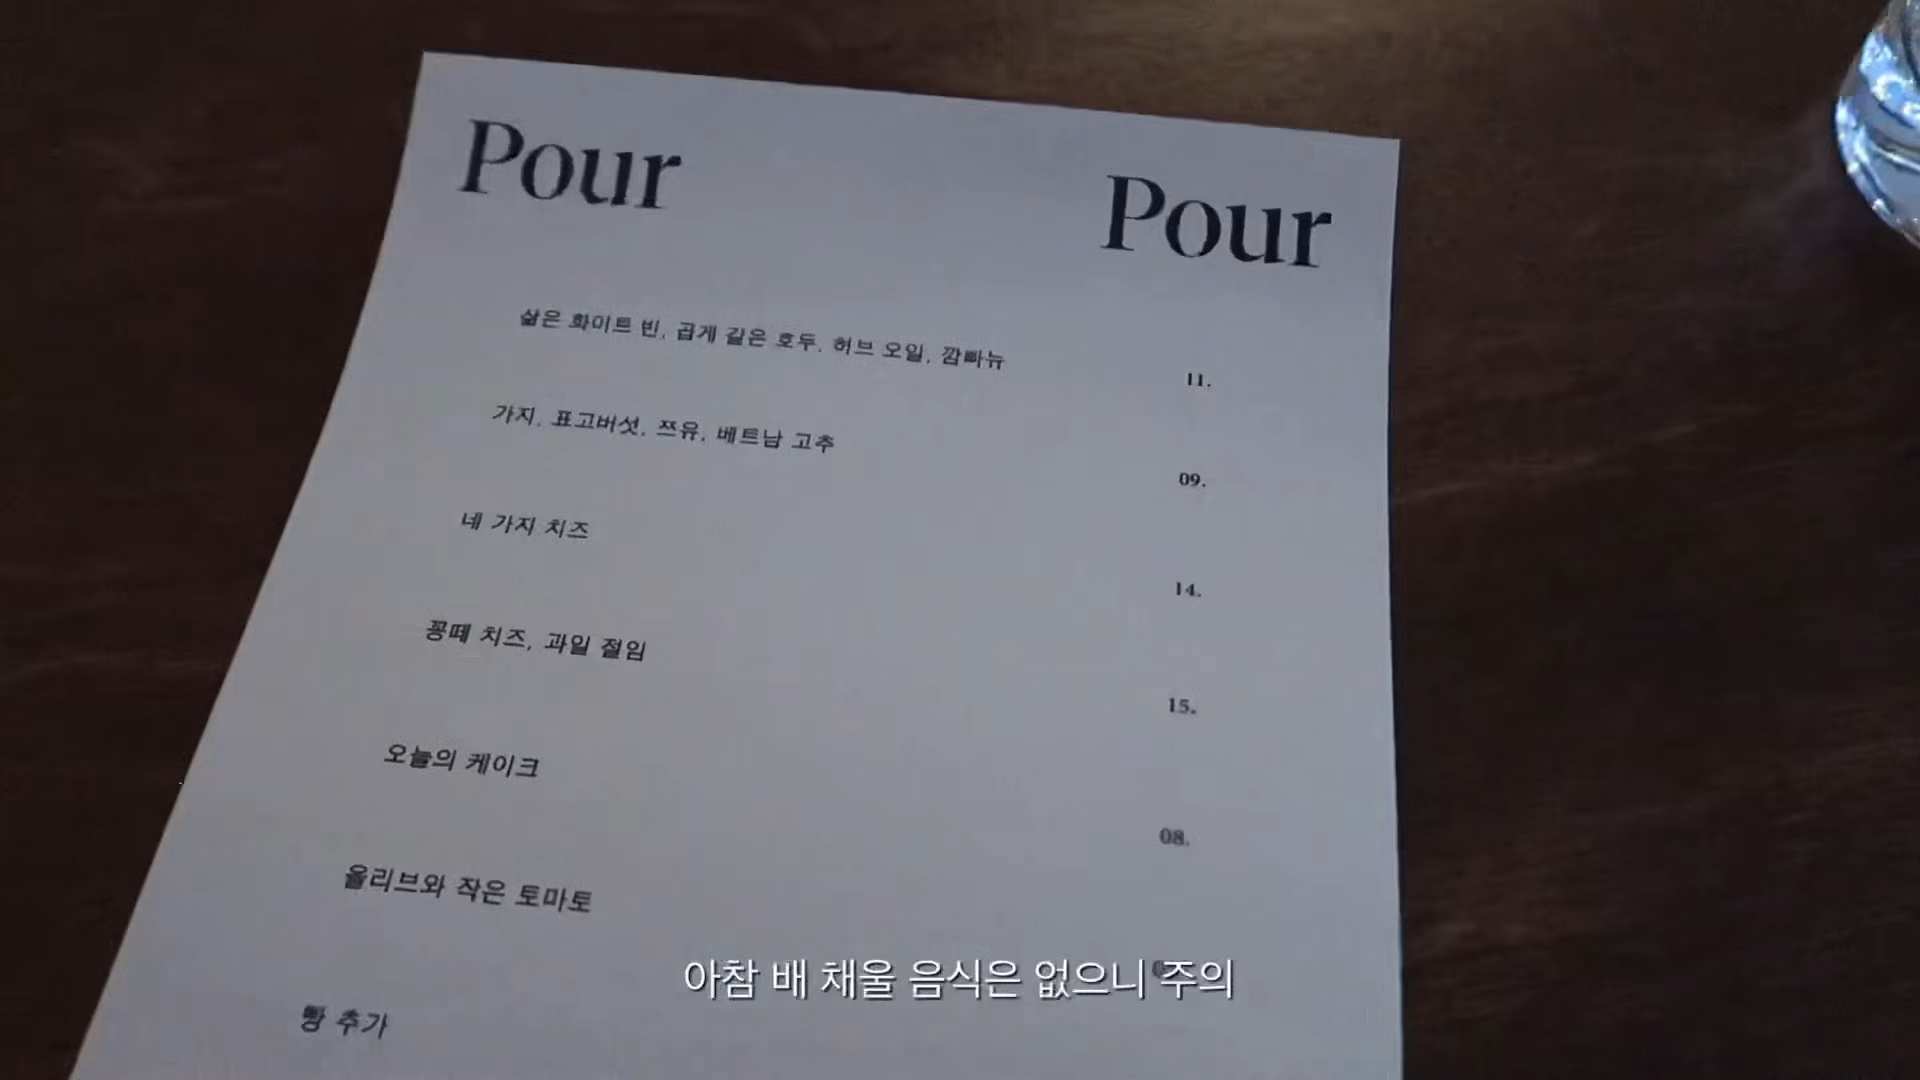 Pour Pour
삶은 화이트 빈, 곱게 갈은 호두, 허브 오일, 깜빠뉴 11.
가지, 표고버섯, 쯔유, 베트남 고추 09.
네 가지 치즈 14.
꽁떼 치즈, 과일 절임 15.
오늘의 케이크 08.
올리브와 작은 토마토
아참 배 채울 음식은 없으니 주의
빵 추가